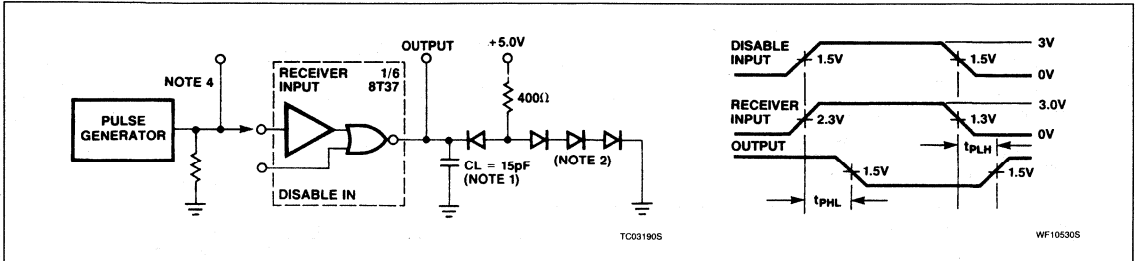 OUTPUT
+5.0V
NOTE 4
RECEIVER
INPUT
1/6
8T37
400Ω
PULSE
GENERATOR
CL = 15pF
(NOTE 1)
(NOTE 2)
DISABLE IN
TC03190S
DISABLE
INPUT
1.5V
1.5V
3V
0V
RECEIVER
INPUT
2.3V
1.3V
3.0V
0V
OUTPUT
tPLH
1.5V
1.5V
tPHL
WF10530S